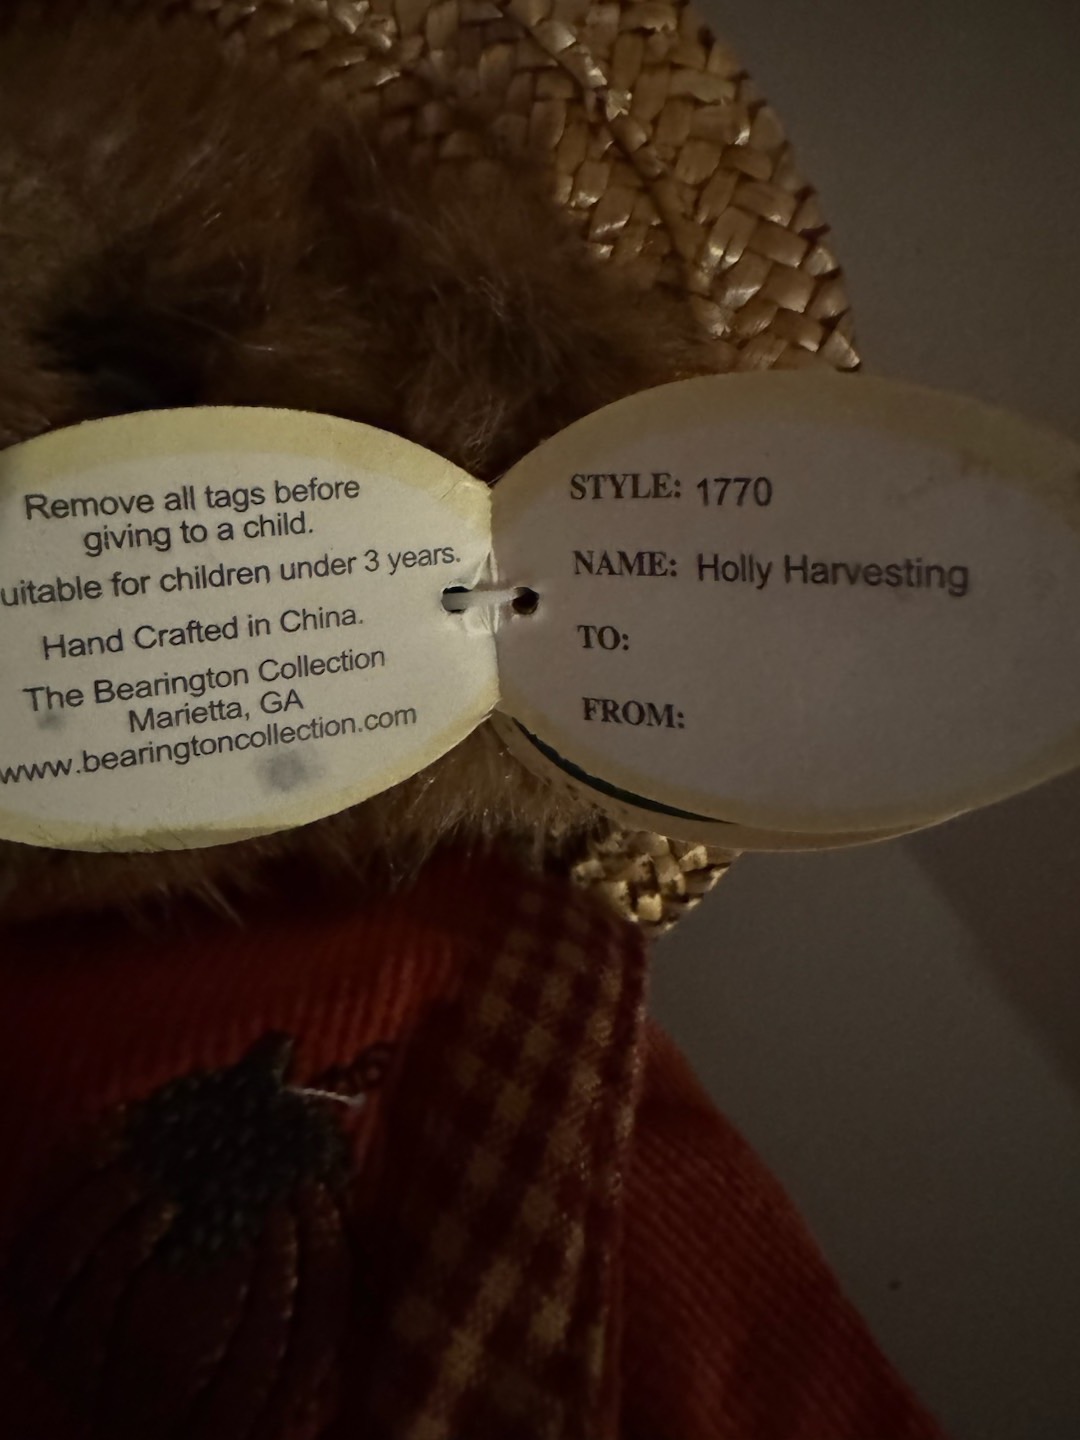 Remove all tags before
giving to a child.
uitable for children under 3 years.
Hand Crafted in China.
The Bearington Collection
Marietta, GA
www.bearingtoncollection.com
STYLE: 1770
NAME: Holly Harvesting
TO:
FROM: